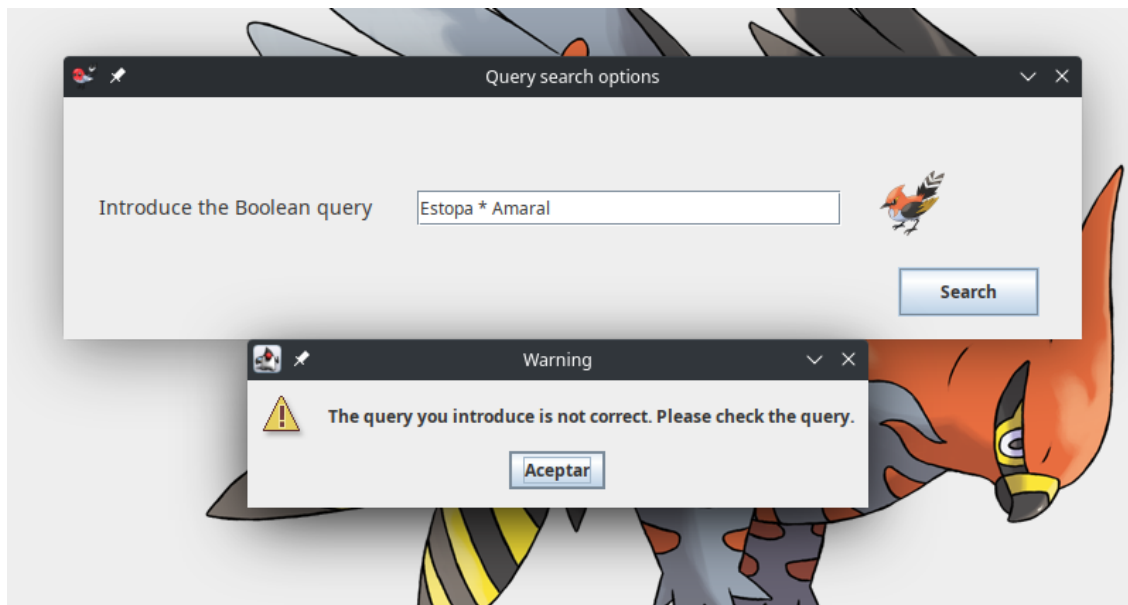 Query search options
Introduce the Boolean query
Estopa * Amaral
Search
Warning
The query you introduce is not correct. Please check the query.
Aceptar